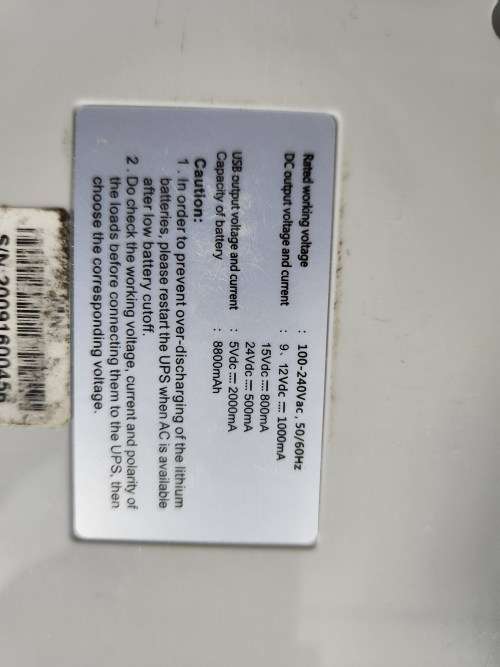 Rated working voltage : 100-240Vac, 50/60Hz
DC output voltage and current : 9、12Vdc ⎓ 1000mA
15Vdc ⎓ 800mA
24Vdc ⎓ 500mA
USB output voltage and current : 5Vdc ⎓ 2000mA
Capacity of battery : 8800mAh
Caution:
1 . In order to prevent over-discharging of the lithium
batteries, please restart the UPS when AC is available
after low battery cutoff.
2 . Do check the working voltage, current and polarity of
the loads before connecting them to the UPS, then
choose the corresponding voltage.
S/N 20091600456